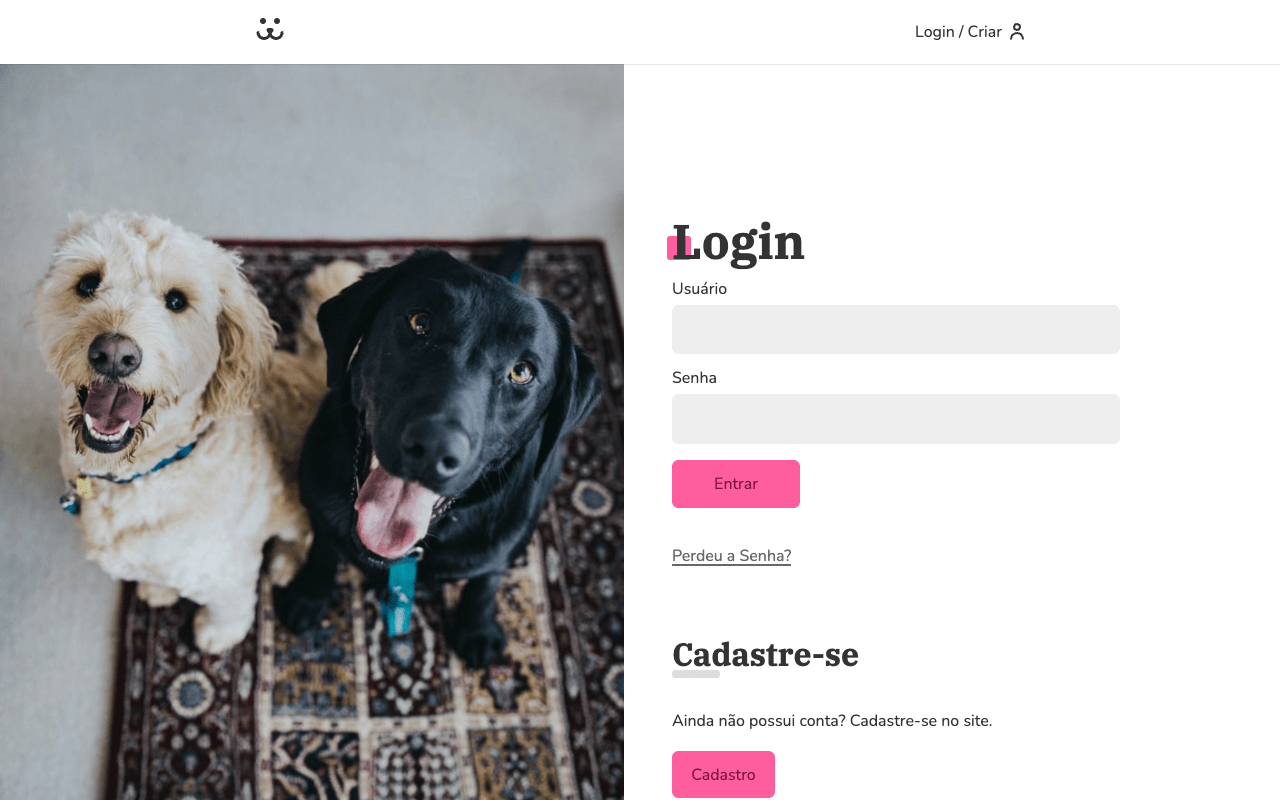 Login / Criar
Login
Usuário
Senha
Entrar
Perdeu a Senha?
Cadastre-se
Ainda não possui conta? Cadastre-se no site.
Cadastro